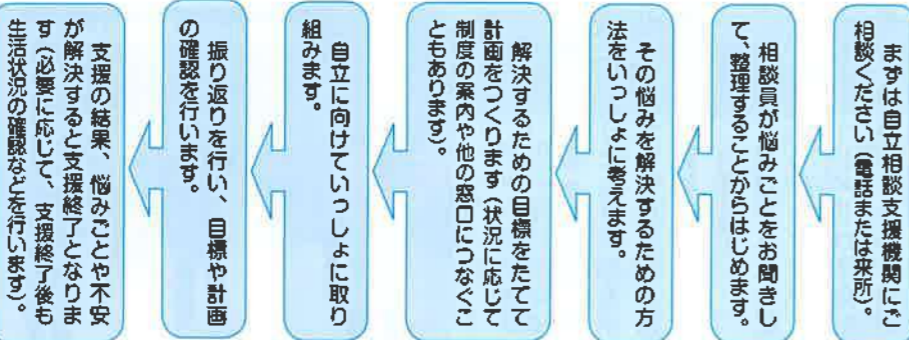 まずは自立相談支援機関にご
相談ください（電話または来所）。
相談員が悩みごとをお聞きし
て、整理することからはじめます。
その悩みを解決するための方
法をいっしょに考えます。
解決するための目標をたてて
計画をつくります（状況に応じて
制度の案内や他の窓口につなぐこ
ともあります）。
自立に向けていっしょに取り
組みます。
振り返りを行い、目標や計画
の確認を行います。
支援の結果、悩みごとや不安
が解決すると支援終了となりま
す（必要に応じて、支援終了後も
生活状況の確認などを行います）。